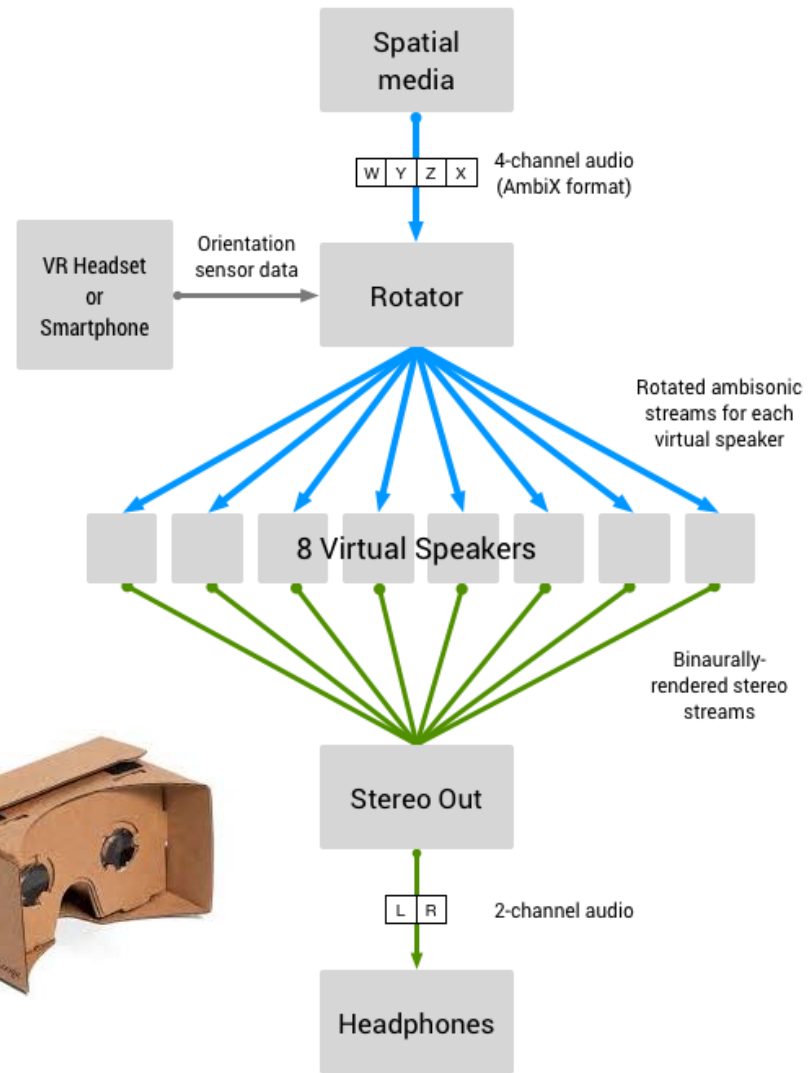 Spatial
media
W Y Z X
4-channel audio
(AmbiX format)
Orientation
sensor data
VR Headset
or
Smartphone
Rotator
Rotated ambisonic
streams for each
virtual speaker
8 Virtual Speakers
Binaurally-
rendered stereo
streams
Stereo Out
L R
2-channel audio
Headphones